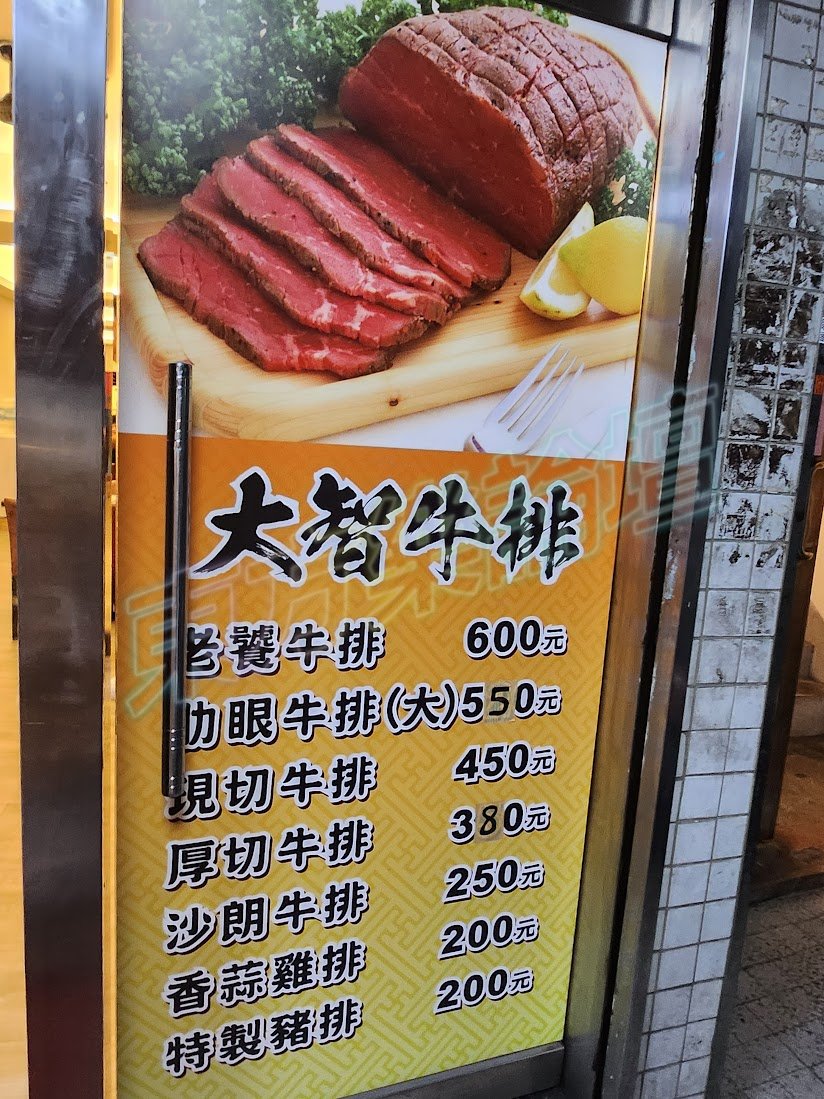 大智牛排
老饕牛排 600元
肋眼牛排(大)550元
現切牛排 450元
厚切牛排 380元
沙朗牛排 250元
香蒜雞排 200元
特製豬排 200元